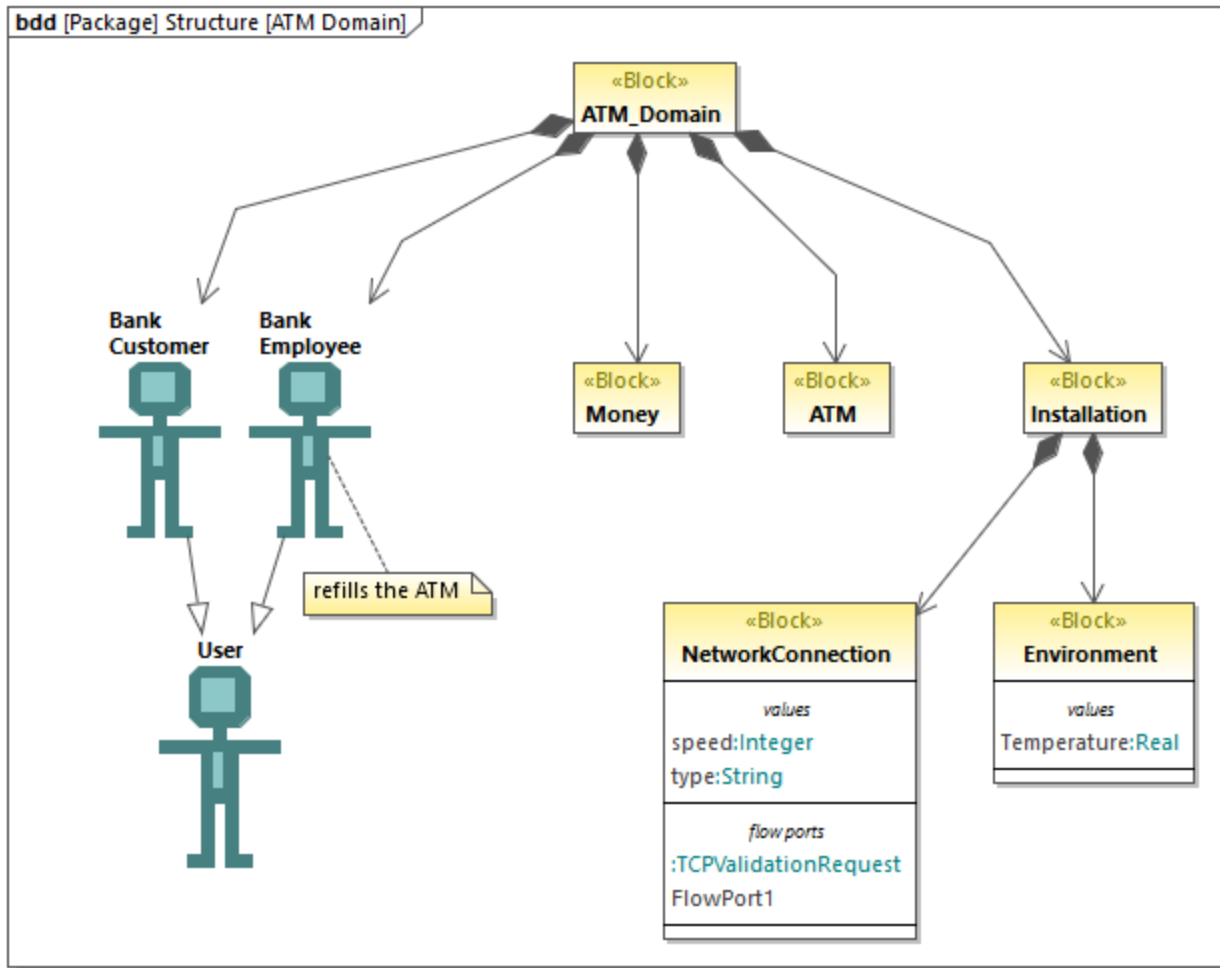 bdd [Package] Structure [ATM Domain]
«Block»
ATM_Domain
Bank
Customer
Bank
Employee
«Block»
Money
«Block»
ATM
«Block»
Installation
refills the ATM
User
«Block»
NetworkConnection
values
speed:Integer
type:String
flow ports
:TCPValidationRequest
FlowPort1
«Block»
Environment
values
Temperature:Real